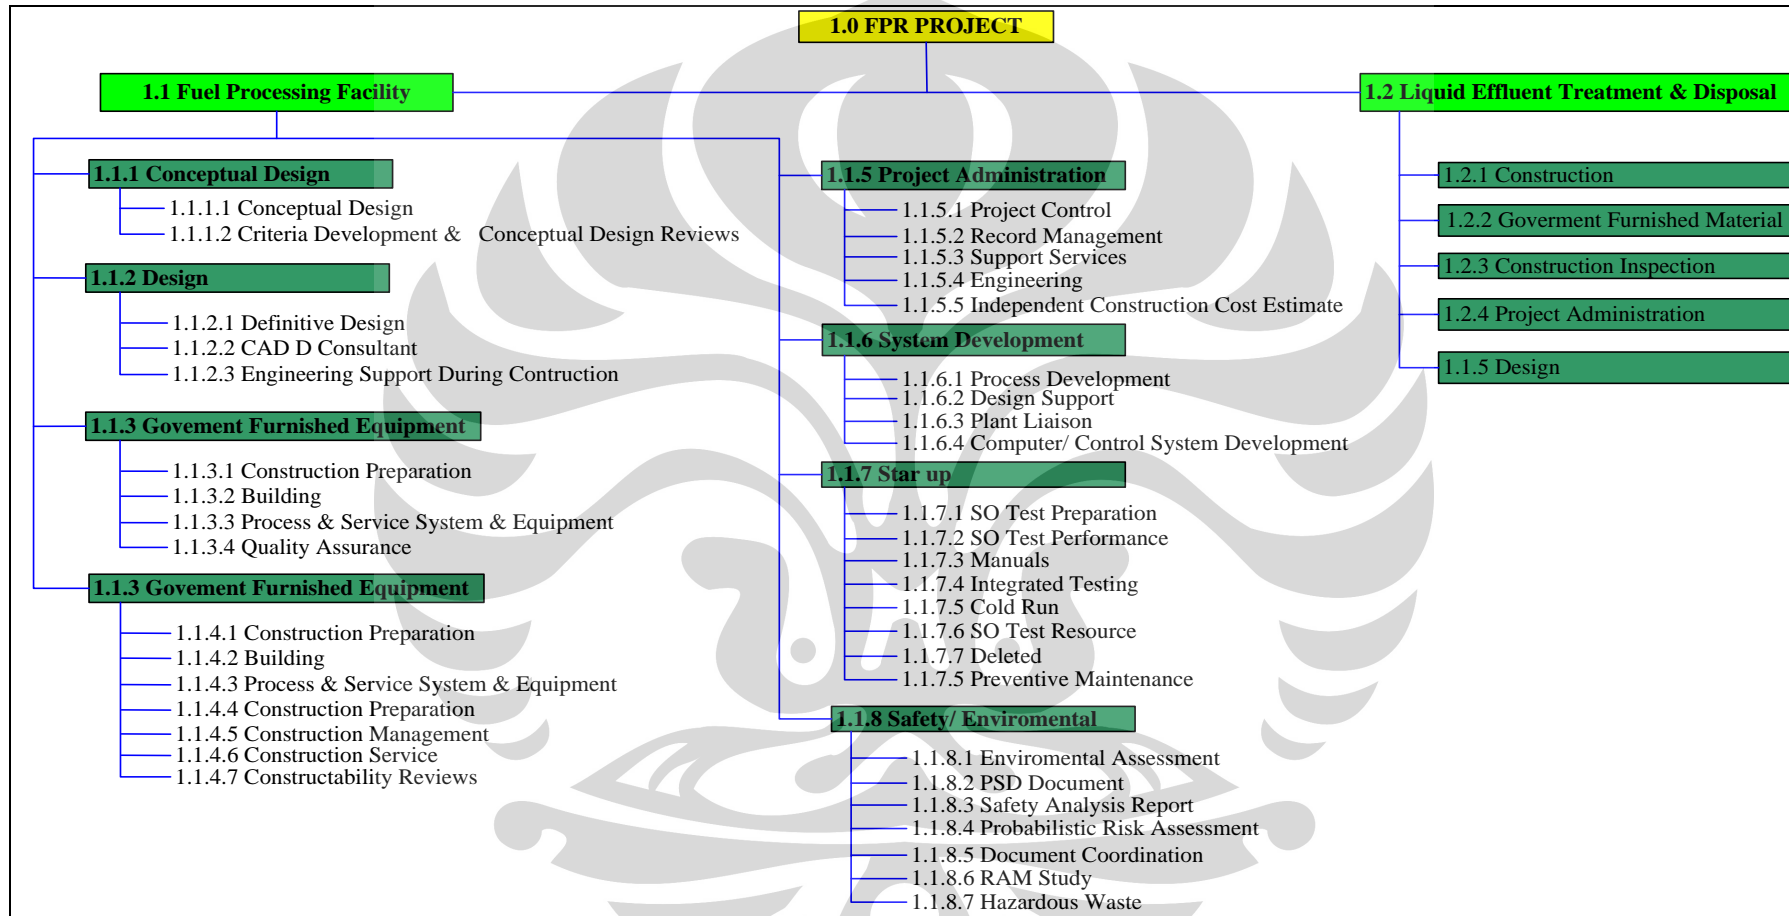 1.0 FPR PROJECT
1.1 Fuel Processing Facility
1.1.1 Conceptual Design
1.1.1.1 Conceptual Design
1.1.1.2 Criteria Development & Conceptual Design Reviews
1.1.2 Design
1.1.2.1 Definitive Design
1.1.2.2 CAD D Consultant
1.1.2.3 Engineering Support During Contruction
1.1.3 Govement Furnished Equipment
1.1.3.1 Construction Preparation
1.1.3.2 Building
1.1.3.3 Process & Service System & Equipment
1.1.3.4 Quality Assurance
1.1.3 Govement Furnished Equipment
1.1.4.1 Construction Preparation
1.1.4.2 Building
1.1.4.3 Process & Service System & Equipment
1.1.4.4 Construction Preparation
1.1.4.5 Construction Management
1.1.4.6 Construction Service
1.1.4.7 Constructability Reviews
1.1.5 Project Administration
1.1.5.1 Project Control
1.1.5.2 Record Management
1.1.5.3 Support Services
1.1.5.4 Engineering
1.1.5.5 Independent Construction Cost Estimate
1.1.6 System Development
1.1.6.1 Process Development
1.1.6.2 Design Support
1.1.6.3 Plant Liaison
1.1.6.4 Computer/ Control System Development
1.1.7 Star up
1.1.7.1 SO Test Preparation
1.1.7.2 SO Test Performance
1.1.7.3 Manuals
1.1.7.4 Integrated Testing
1.1.7.5 Cold Run
1.1.7.6 SO Test Resource
1.1.7.7 Deleted
1.1.7.5 Preventive Maintenance
1.1.8 Safety/ Enviromental
1.1.8.1 Enviromental Assessment
1.1.8.2 PSD Document
1.1.8.3 Safety Analysis Report
1.1.8.4 Probabilistic Risk Assessment
1.1.8.5 Document Coordination
1.1.8.6 RAM Study
1.1.8.7 Hazardous Waste
1.2 Liquid Effluent Treatment & Disposal
1.2.1 Construction
1.2.2 Goverment Furnished Material
1.2.3 Construction Inspection
1.2.4 Project Administration
1.1.5 Design